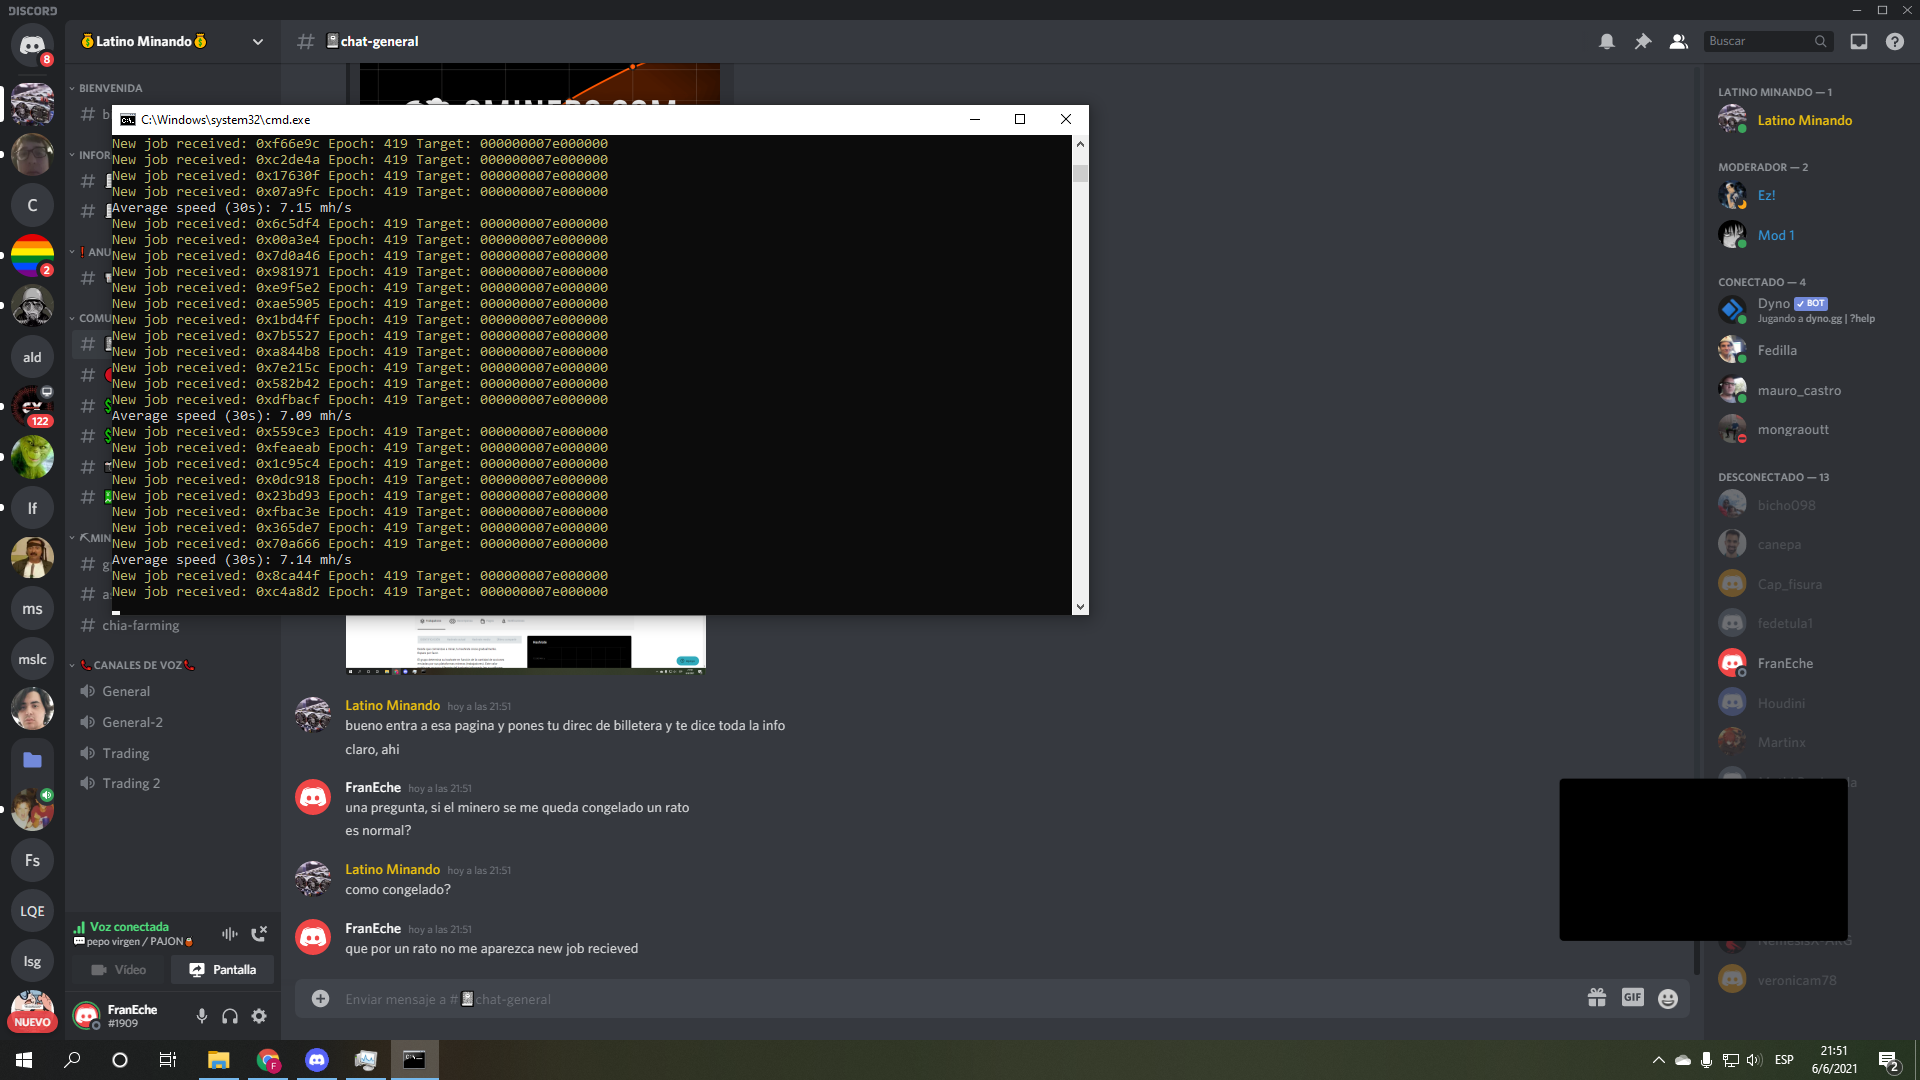 DISCORD
Latino Minando
chat-general
Buscar
8
BIENVENIDA
b
INFOR
ANU
COMU
MIN
g
a
chia-farming
CANALES DE VOZ
General
General-2
Trading
Trading 2
C
2
ald
122
lf
ms
mslc
Fs
LQE
lsg
NUEVO
Voz conectada
pepo virgen / PAJON
Vídeo
Pantalla
FranEche
#1909
C:\Windows\system32\cmd.exe
New job received: 0xf66e9c Epoch: 419 Target: 000000007e000000
New job received: 0xc2de4a Epoch: 419 Target: 000000007e000000
New job received: 0x17630f Epoch: 419 Target: 000000007e000000
New job received: 0x07a9fc Epoch: 419 Target: 000000007e000000
Average speed (30s): 7.15 mh/s
New job received: 0x6c5df4 Epoch: 419 Target: 000000007e000000
New job received: 0x00a3e4 Epoch: 419 Target: 000000007e000000
New job received: 0x7d0a46 Epoch: 419 Target: 000000007e000000
New job received: 0x981971 Epoch: 419 Target: 000000007e000000
New job received: 0xe9f5e2 Epoch: 419 Target: 000000007e000000
New job received: 0xae5905 Epoch: 419 Target: 000000007e000000
New job received: 0x1bd4ff Epoch: 419 Target: 000000007e000000
New job received: 0x7b5527 Epoch: 419 Target: 000000007e000000
New job received: 0xa844b8 Epoch: 419 Target: 000000007e000000
New job received: 0x7e215c Epoch: 419 Target: 000000007e000000
New job received: 0x582b42 Epoch: 419 Target: 000000007e000000
New job received: 0xdfbacf Epoch: 419 Target: 000000007e000000
Average speed (30s): 7.09 mh/s
New job received: 0x559ce3 Epoch: 419 Target: 000000007e000000
New job received: 0xfeaeab Epoch: 419 Target: 000000007e000000
New job received: 0x1c95c4 Epoch: 419 Target: 000000007e000000
New job received: 0x0dc918 Epoch: 419 Target: 000000007e000000
New job received: 0x23bd93 Epoch: 419 Target: 000000007e000000
New job received: 0xfbac3e Epoch: 419 Target: 000000007e000000
New job received: 0x365de7 Epoch: 419 Target: 000000007e000000
New job received: 0x70a666 Epoch: 419 Target: 000000007e000000
Average speed (30s): 7.14 mh/s
New job received: 0x8ca44f Epoch: 419 Target: 000000007e000000
New job received: 0xc4a8d2 Epoch: 419 Target: 000000007e000000
Latino Minando hoy a las 21:51
bueno entra a esa pagina y pones tu direc de billetera y te dice toda la info
claro, ahi
FranEche hoy a las 21:51
una pregunta, si el minero se me queda congelado un rato
es normal?
Latino Minando hoy a las 21:51
como congelado?
FranEche hoy a las 21:51
que por un rato no me aparezca new job recieved
Enviar mensaje a # chat-general
GIF
LATINO MINANDO — 1
Latino Minando
MODERADOR — 2
Ez!
Mod 1
CONECTADO — 4
Dyno BOT
Jugando a dyno.gg | ?help
Fedilla
mauro_castro
mongraoutt
DESCONECTADO — 13
bicho098
canepa
Cap_fisura
fedetula1
FranEche
Houdini
Martinx
veronicam78
ESP
21:51
6/6/2021
2